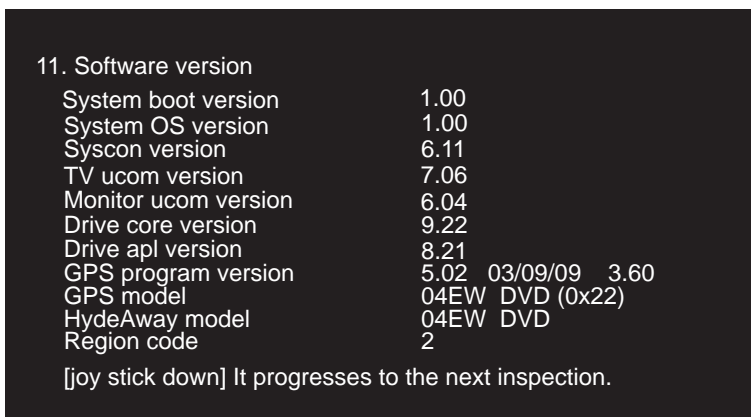 11. Software version
System boot version 1.00
System OS version 1.00
Syscon version 6.11
TV ucom version 7.06
Monitor ucom version 6.04
Drive core version 9.22
Drive apl version 8.21
GPS program version 5.02 03/09/09 3.60
GPS model 04EW DVD (0x22)
HydeAway model 04EW DVD
Region code 2
[joy stick down] It progresses to the next inspection.